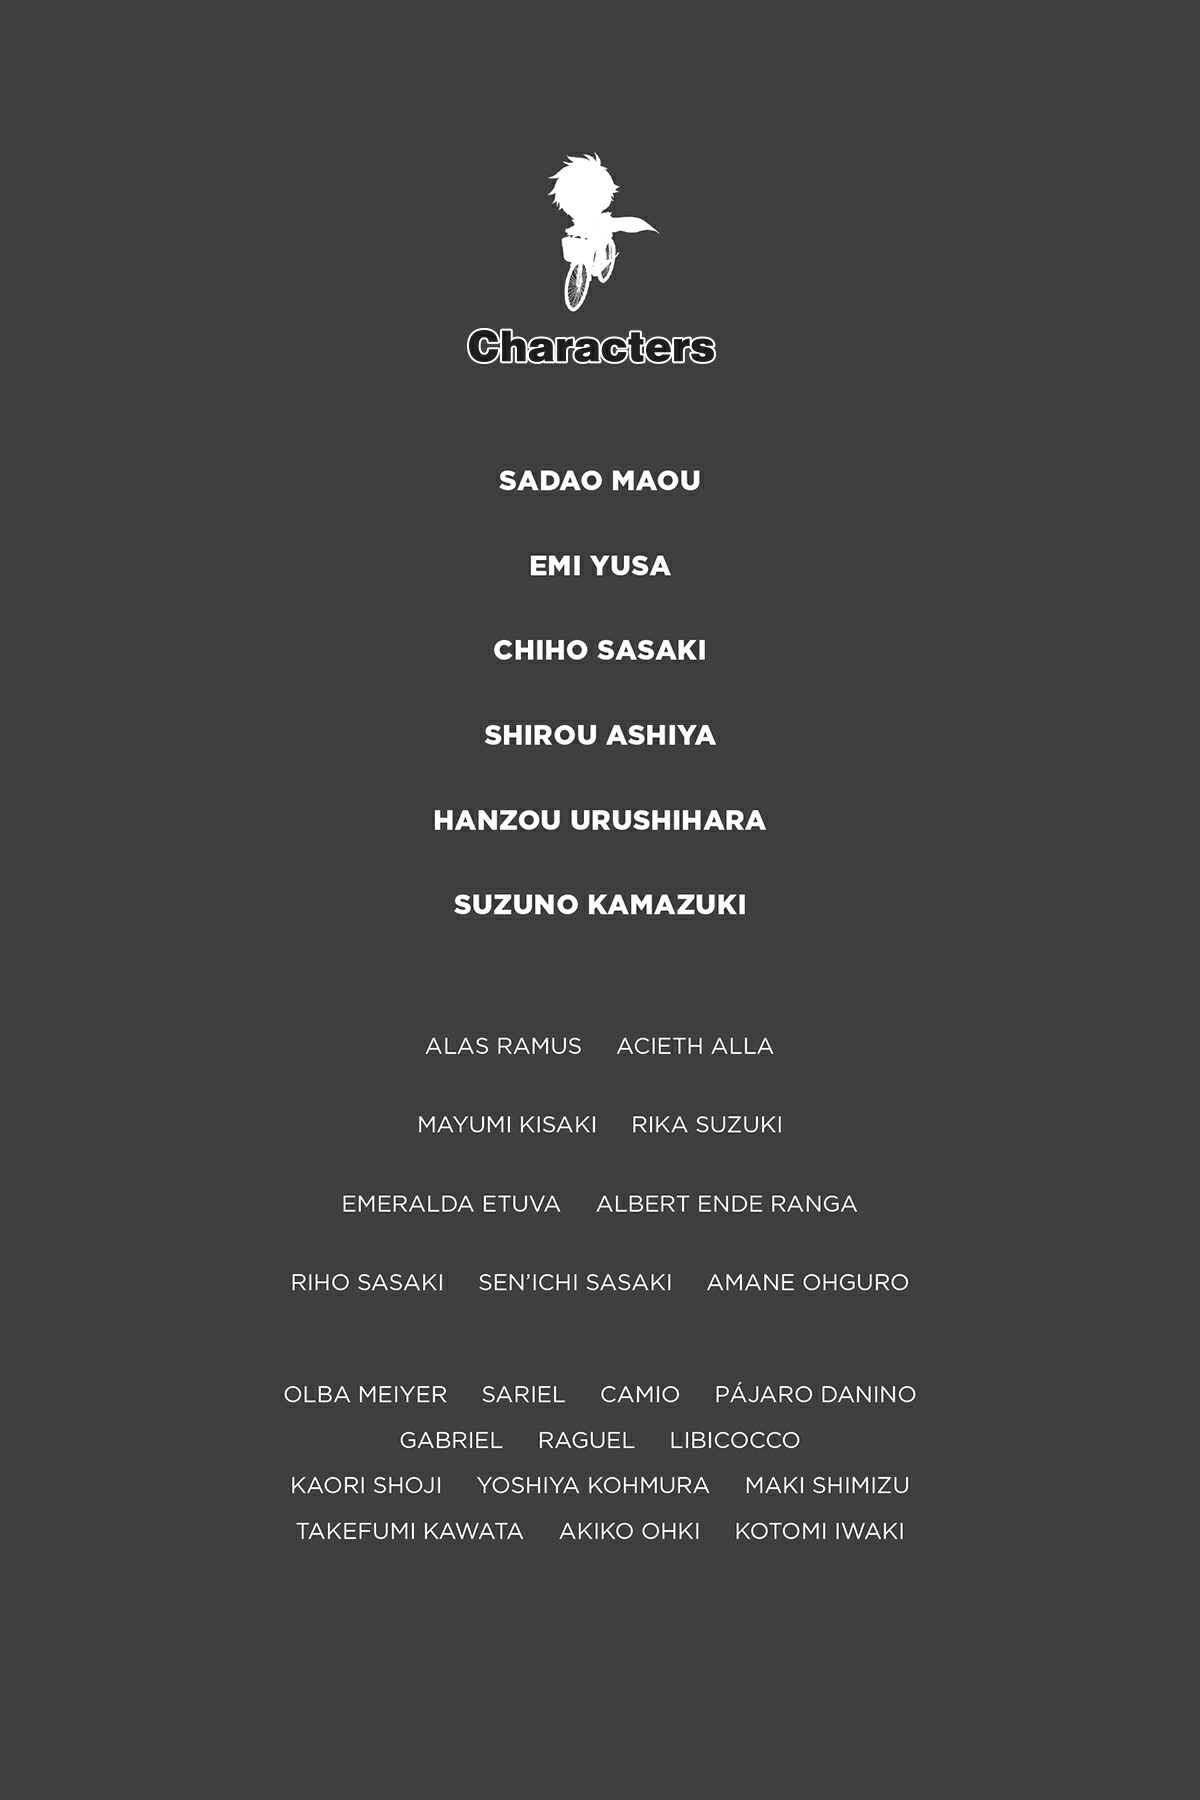 Characters
SADAO MAOU
EMI YUSA
CHIHO SASAKI
SHIROU ASHIYA
HANZOU URUSHIHARA
SUZUNO KAMAZUKI
ALAS RAMUS ACIETH ALLA
MAYUMI KISAKI RIKA SUZUKI
EMERALDA ETUVA ALBERT ENDE RANGA
RIHO SASAKI SEN’ICHI SASAKI AMANE OHGURO
OLBA MEIYER SARIEL CAMIO PÁJARO DANINO
GABRIEL RAGUEL LIBICOCCO
KAORI SHOJI YOSHIYA KOHMURA MAKI SHIMIZU
TAKEFUMI KAWATA AKIKO OHKI KOTOMI IWAKI